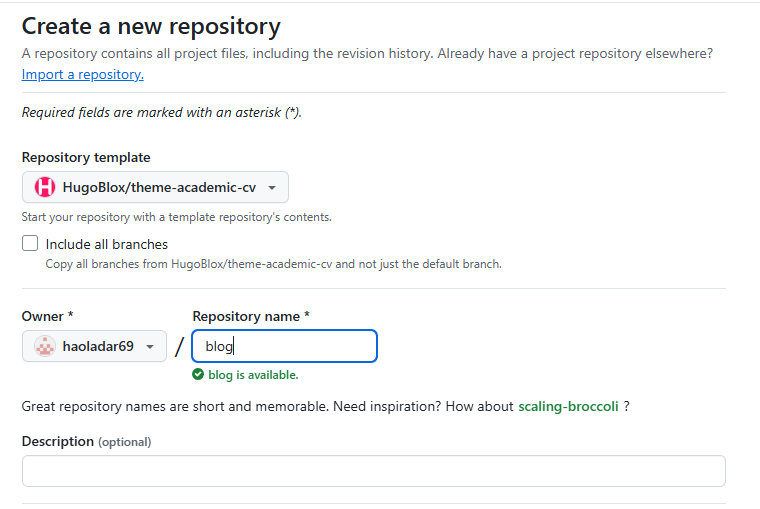 Create a new repository
A repository contains all project files, including the revision history. Already have a project repository elsewhere?
Import a repository.
Required fields are marked with an asterisk (*).
Repository template
HugoBlox/theme-academic-cv
Start your repository with a template repository's contents.
Include all branches
Copy all branches from HugoBlox/theme-academic-cv and not just the default branch.
Owner * Repository name *
haoladar69 / blog
blog is available.
Great repository names are short and memorable. Need inspiration? How about scaling-broccoli ?
Description (optional)